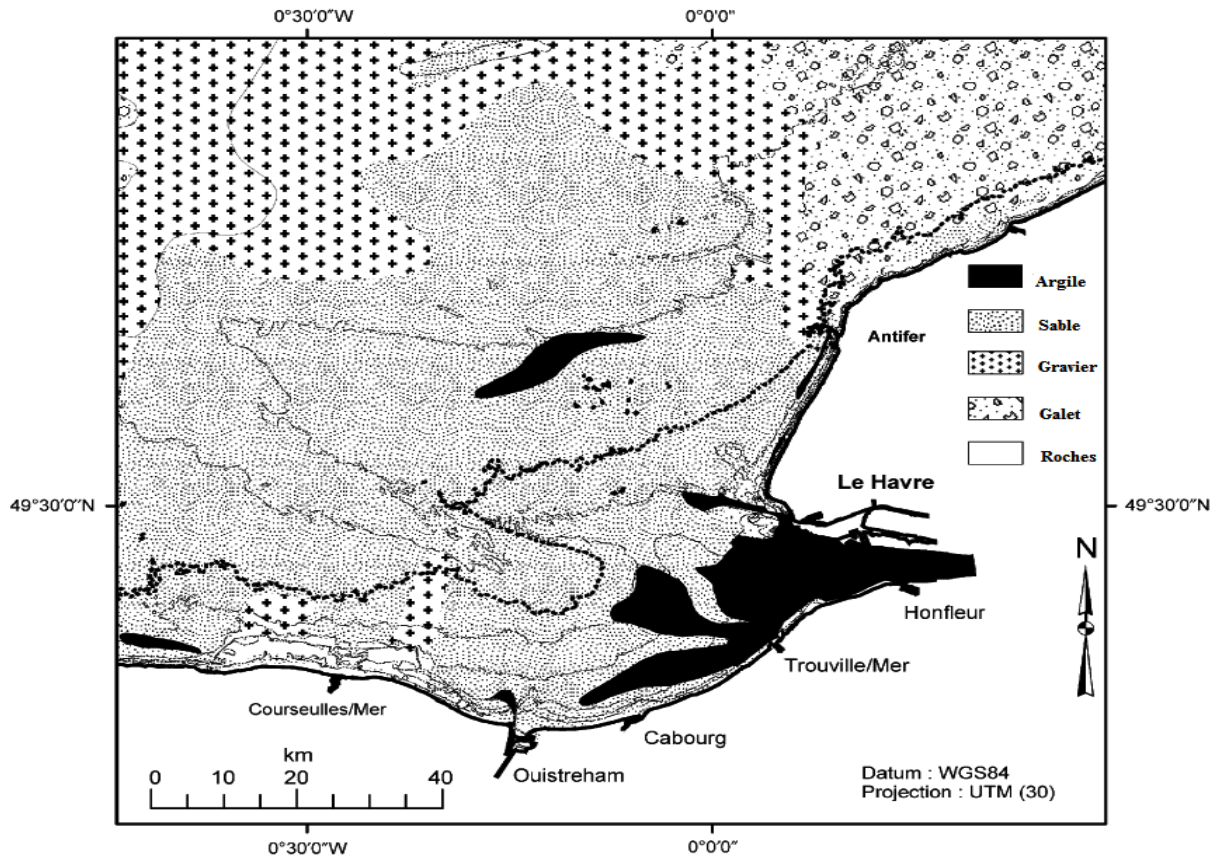 0°30'0"W 0°0'0"
Argile
Sable
Antifer
Gravier
Galet
Roches
Le Havre
49°30'0"N 49°30'0"N
N
Honfleur
Trouville/Mer
Courseulles/Mer
Cabourg
km
Ouistreham
0 10 20 40
Datum : WGS84
Projection : UTM (30)
0°30'0"W 0°0'0"